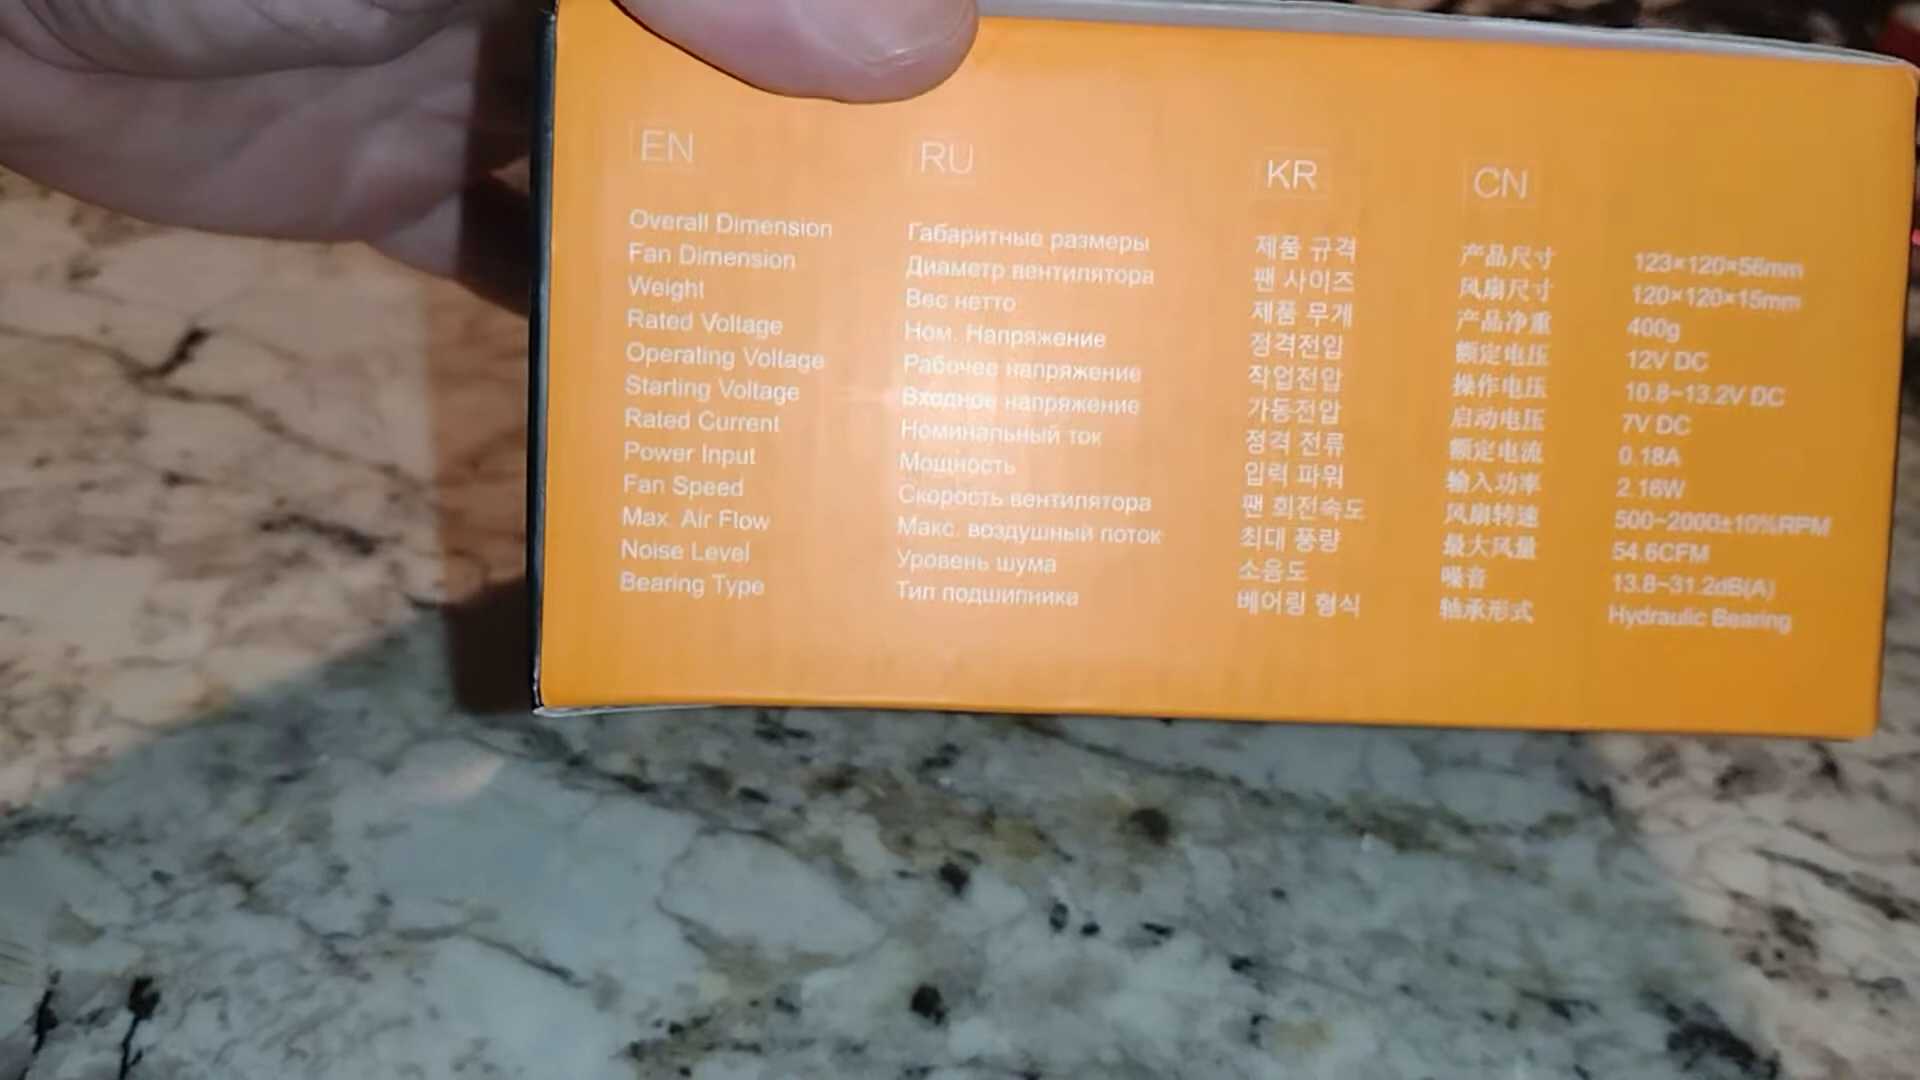 EN RU KR CN
Overall Dimension Габаритные размеры 제품 규격 产品尺寸 123×120×56mm
Fan Dimension Диаметр вентилятора 팬 사이즈 风扇尺寸 120×120×15mm
Weight Вес нетто 제품 무게 产品净重 400g
Rated Voltage Ном. Напряжение 정격전압 额定电压 12V DC
Operating Voltage Рабочее напряжение 작업전압 操作电压 10.8~13.2V DC
Starting Voltage Входное напряжение 가동전압 启动电压 7V DC
Rated Current Номинальный ток 정격 전류 额定电流 0.18A
Power Input Мощность 입력 파워 输入功率 2.16W
Fan Speed Скорость вентилятора 팬 회전속도 风扇转速 500~2000±10%RPM
Max. Air Flow Макс. воздушный поток 최대 풍량 最大风量 54.6CFM
Noise Level Уровень шума 소음도 噪音 13.8~31.2dB(A)
Bearing Type Тип подшипника 베어링 형식 轴承形式 Hydraulic Bearing